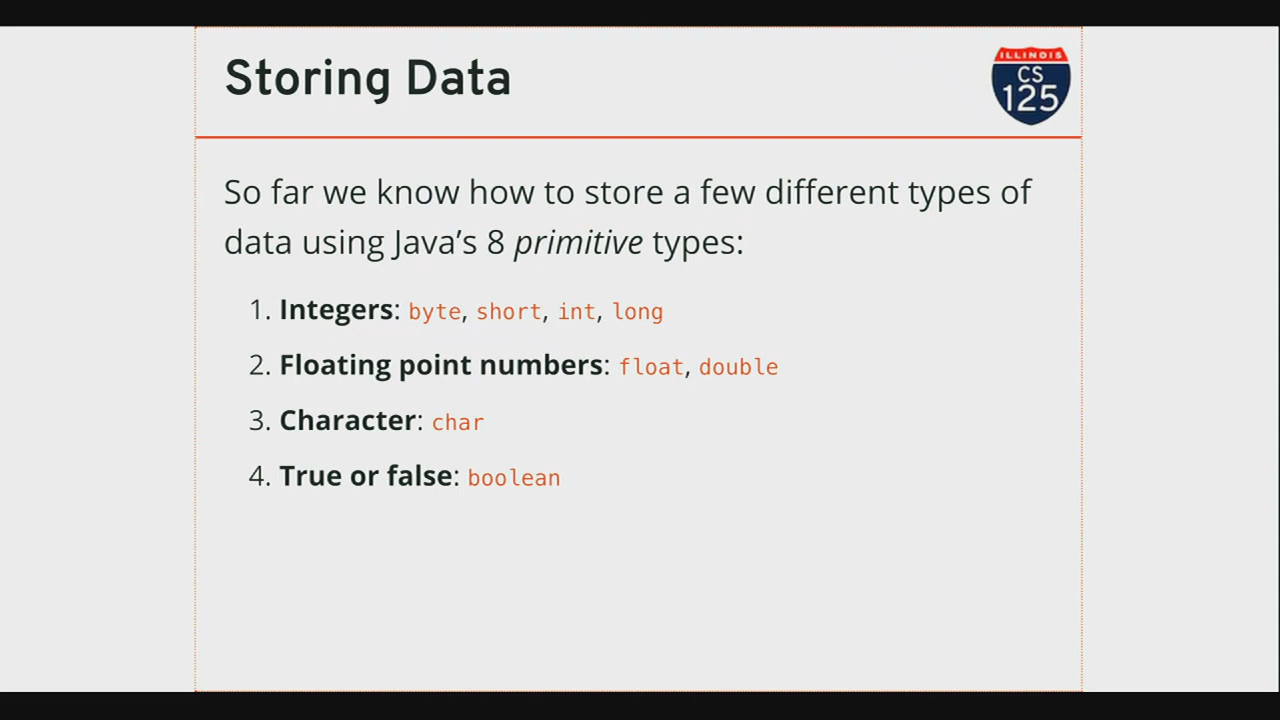 Storing Data
ILLINOIS
CS
125
So far we know how to store a few different types of
data using Java’s 8 primitive types:
1. Integers: byte, short, int, long
2. Floating point numbers: float, double
3. Character: char
4. True or false: boolean